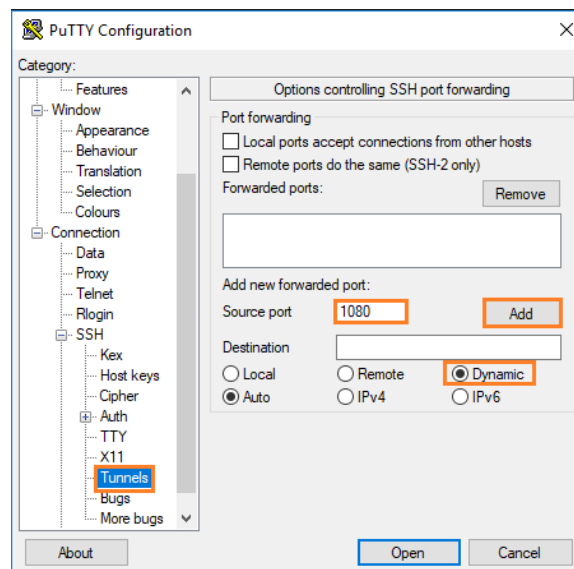 PuTTY Configuration
Category:
Features
Window
Appearance
Behaviour
Translation
Selection
Colours
Connection
Data
Proxy
Telnet
Rlogin
SSH
Kex
Host keys
Cipher
Auth
TTY
X11
Tunnels
Bugs
More bugs
Options controlling SSH port forwarding
Port forwarding
Local ports accept connections from other hosts
Remote ports do the same (SSH-2 only)
Forwarded ports:
Remove
Add new forwarded port:
Source port 1080 Add
Destination
Local Remote Dynamic
Auto IPv4 IPv6
About Open Cancel